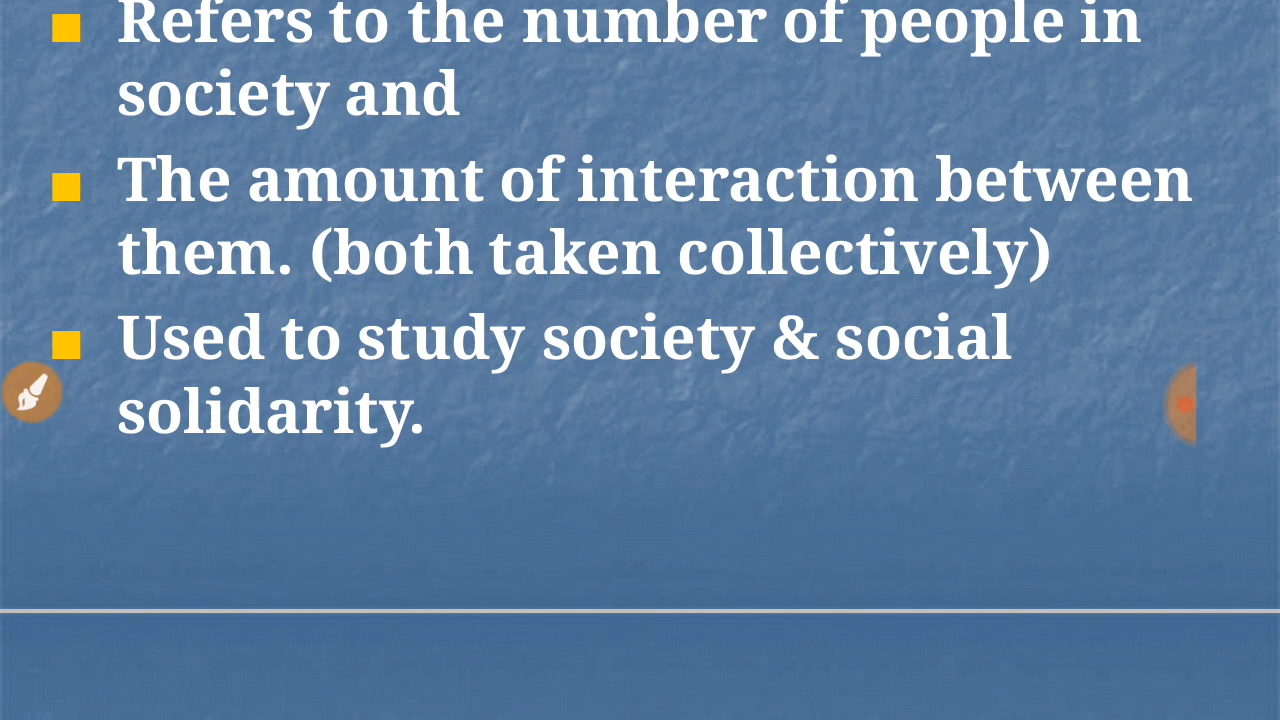 Refers to the number of people in
society and
The amount of interaction between
them. (both taken collectively)
Used to study society & social
solidarity.